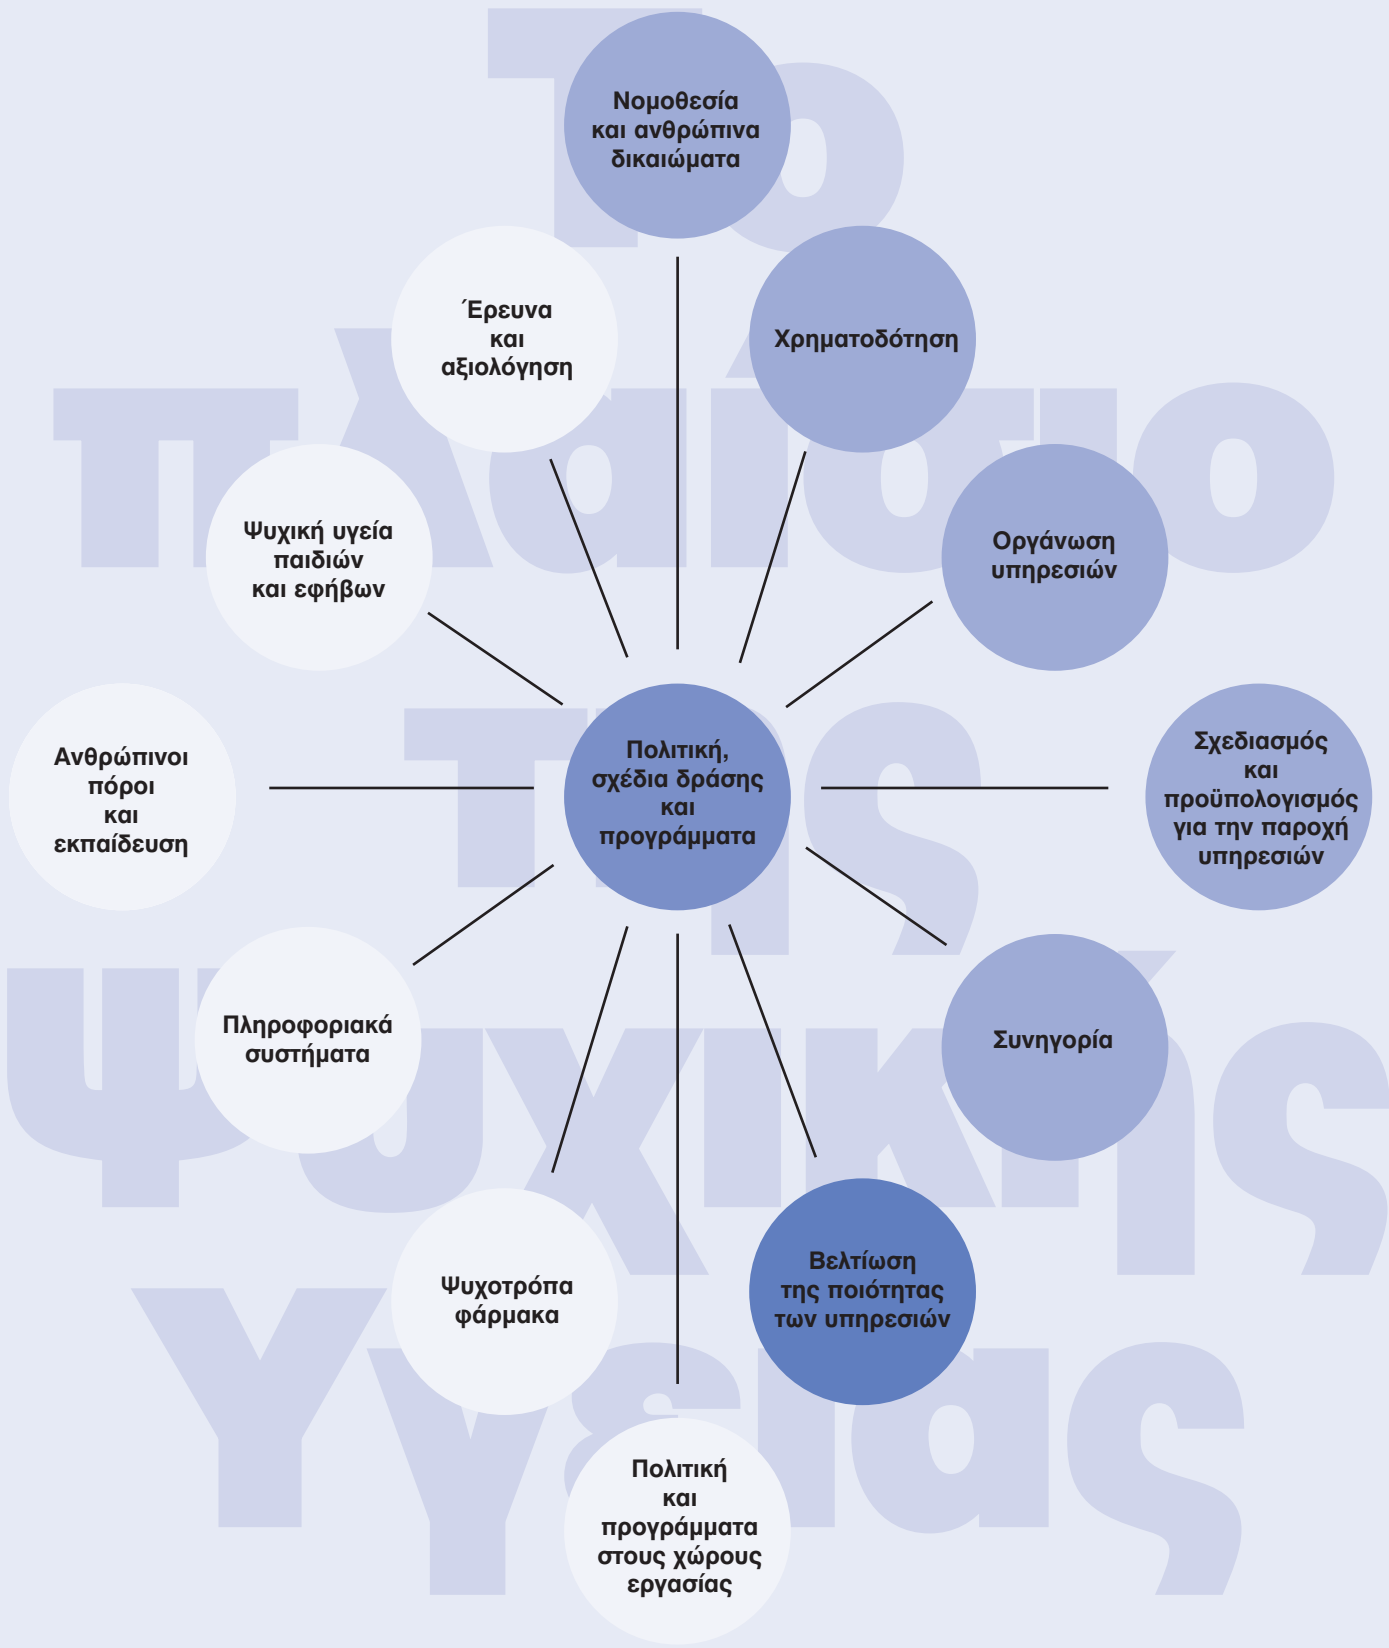 Το
πλαίσιο
της
Ψυχικής
Υγείας
Νομοθεσία
και ανθρώπινα
δικαιώματα
Έρευνα
και
αξιολόγηση
Χρηματοδότηση
Ψυχική υγεία
παιδιών
και εφήβων
Οργάνωση
υπηρεσιών
Ανθρώπινοι
πόροι
και
εκπαίδευση
Πολιτική,
σχέδια δράσης
και
προγράμματα
Σχεδιασμός
και
προϋπολογισμός
για την παροχή
υπηρεσιών
Πληροφοριακά
συστήματα
Συνηγορία
Ψυχοτρόπα
φάρμακα
Βελτίωση
της ποιότητας
των υπηρεσιών
Πολιτική
και
προγράμματα
στους χώρους
εργασίας